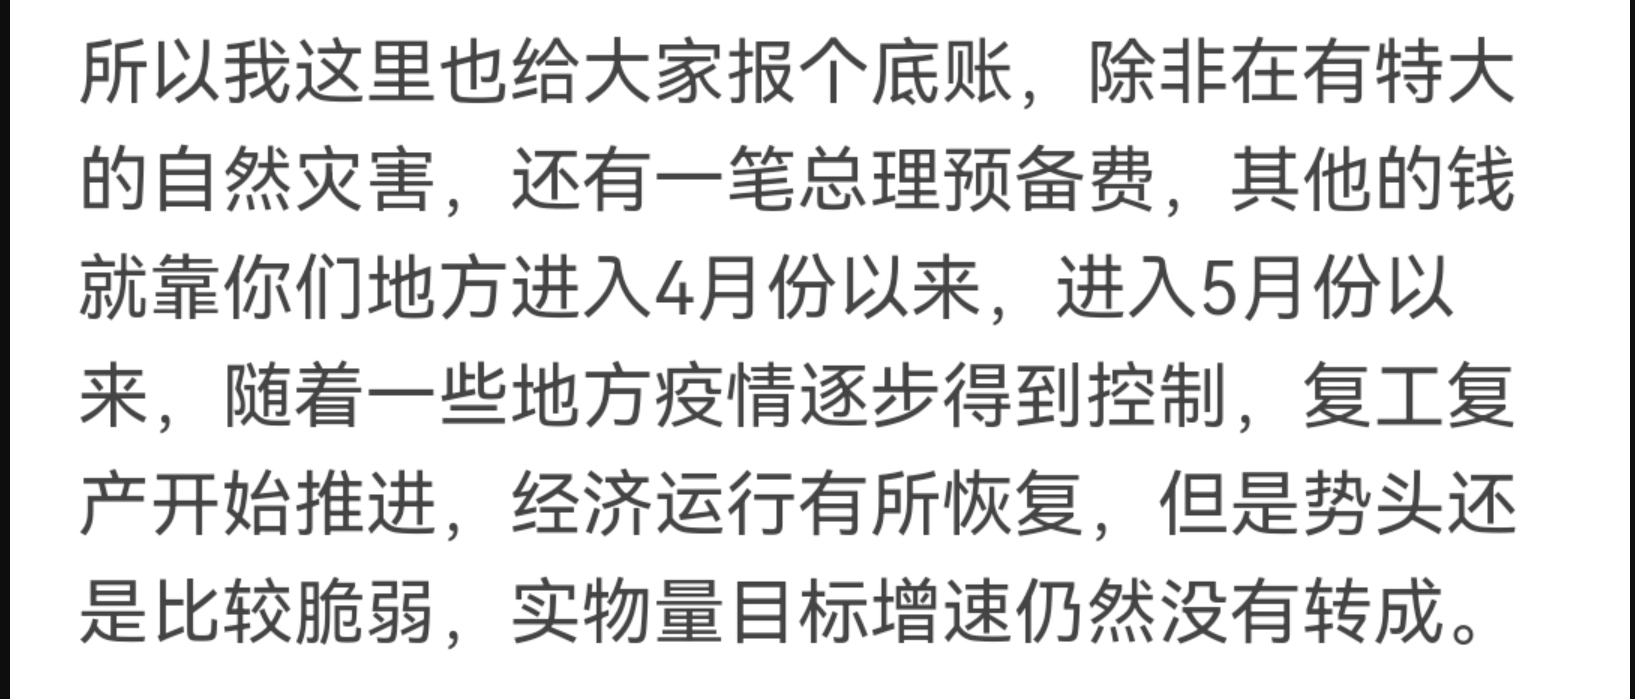 所以我这里也给大家报个底账，除非在有特大
的自然灾害，还有一笔总理预备费，其他的钱
就靠你们地方进入4月份以来，进入5月份以
来，随着一些地方疫情逐步得到控制，复工复
产开始推进，经济运行有所恢复，但是势头还
是比较脆弱，实物量目标增速仍然没有转成。